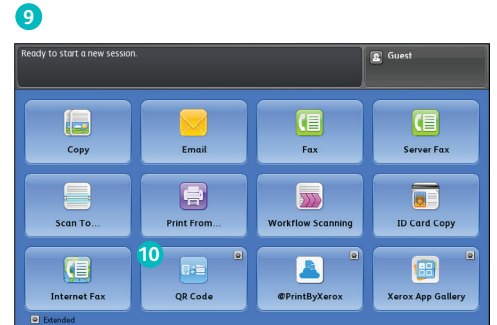 9
Ready to start a new session.
Guest
Copy
Email
Fax
Server Fax
Scan To...
Print From...
Workflow Scanning
ID Card Copy
10
Internet Fax
QR Code
@PrintByXerox
Xerox App Gallery
Extended